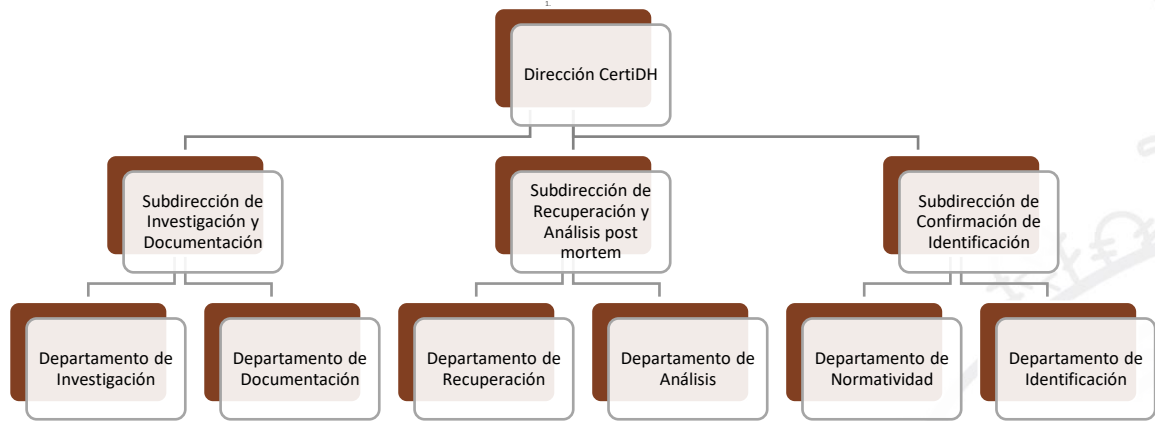 1.
Dirección CertiDH
Subdirección de
Investigación y
Documentación
Subdirección de
Recuperación y
Análisis post
mortem
Subdirección de
Confirmación de
Identificación
Departamento de
Investigación
Departamento de
Documentación
Departamento de
Recuperación
Departamento de
Análisis
Departamento de
Normatividad
Departamento de
Identificación